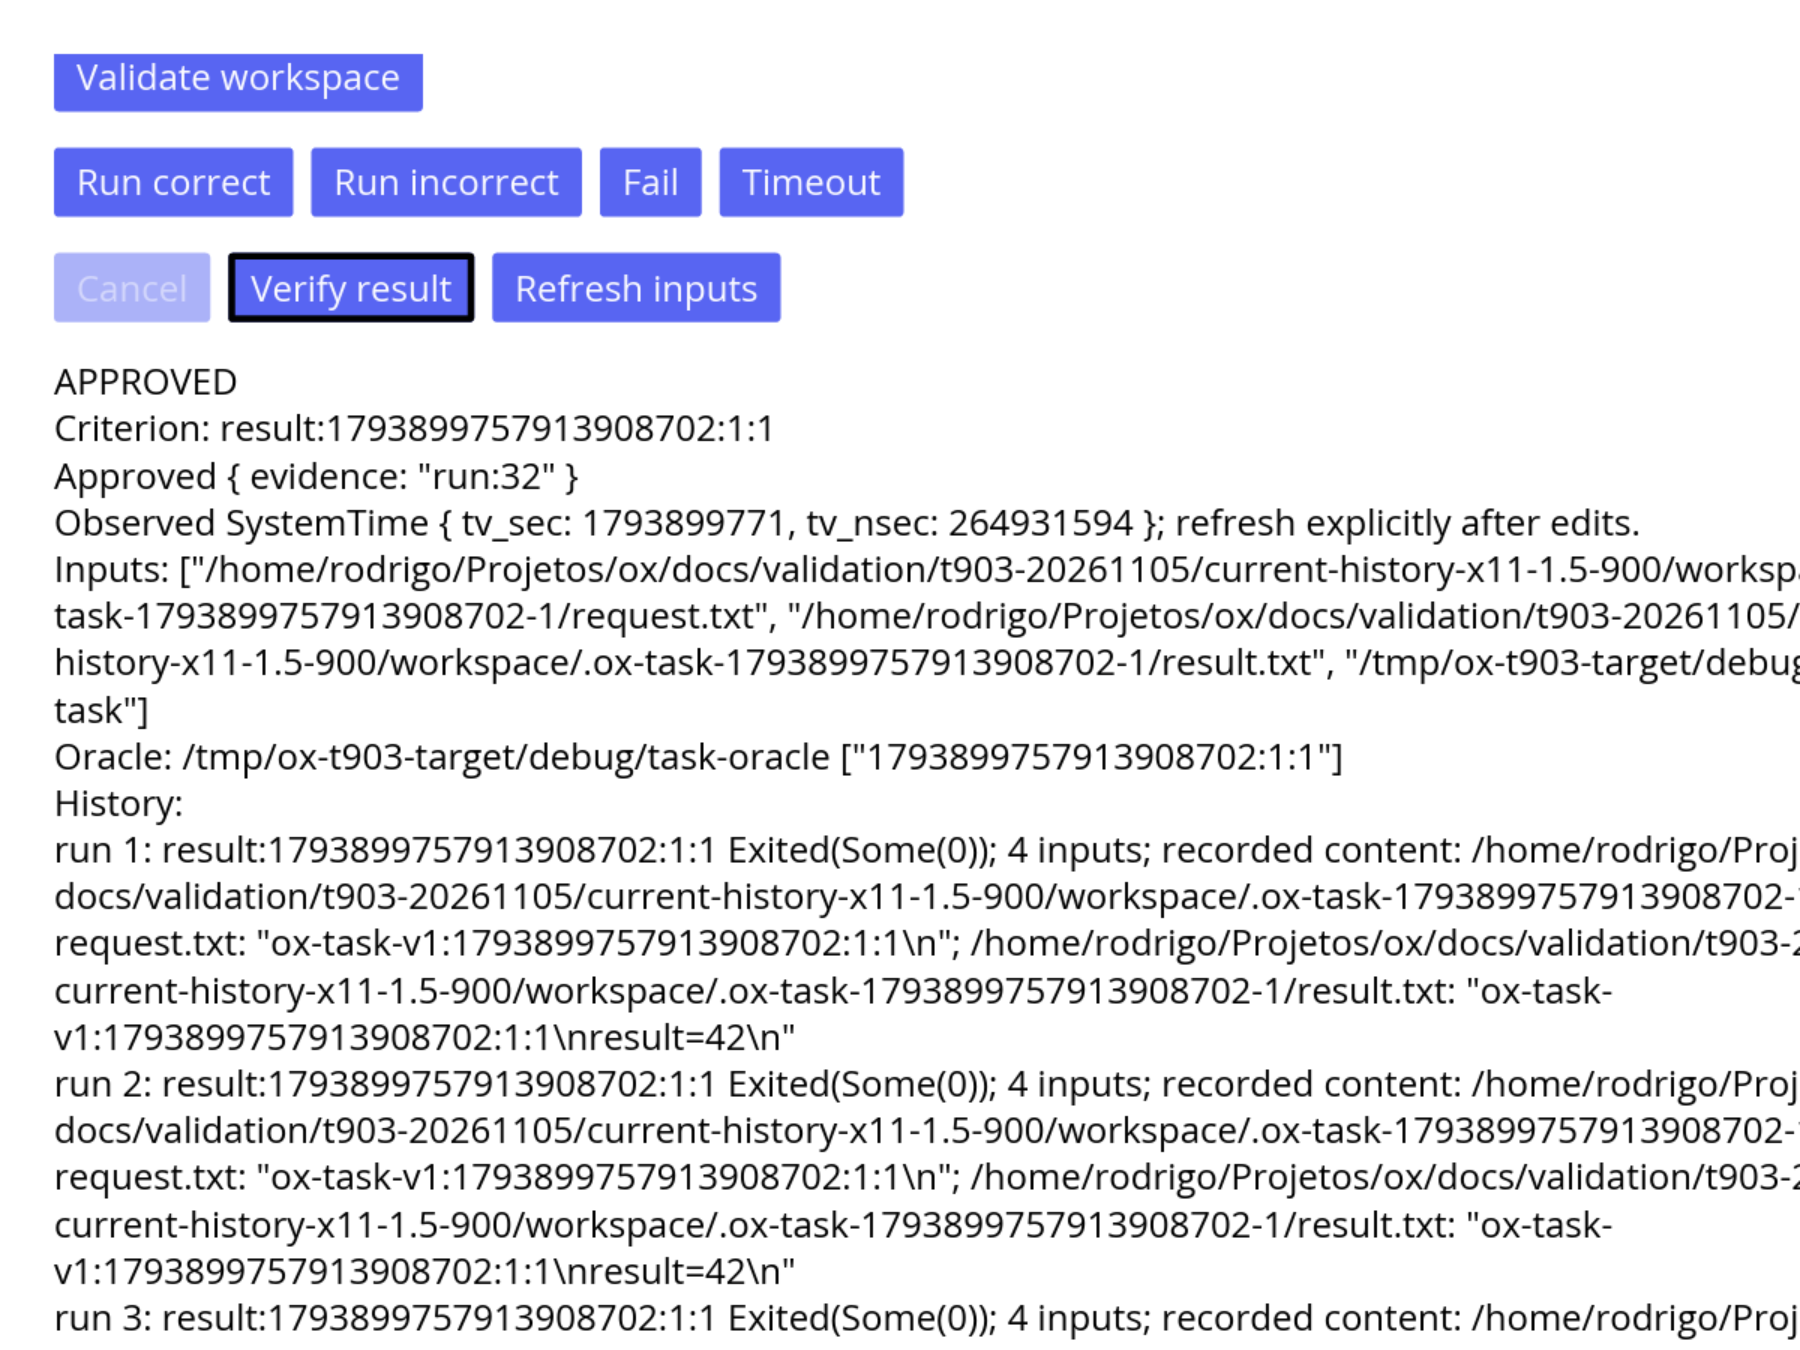 Validate workspace
Run correct Run incorrect Fail Timeout
Cancel Verify result Refresh inputs
APPROVED
Criterion: result:1793899757913908702:1:1
Approved { evidence: "run:32" }
Observed SystemTime { tv_sec: 1793899771, tv_nsec: 264931594 }; refresh explicitly after edits.
Inputs: ["/home/rodrigo/Projetos/ox/docs/validation/t903-20261105/current-history-x11-1.5-900/worksp
task-1793899757913908702-1/request.txt", "/home/rodrigo/Projetos/ox/docs/validation/t903-20261105/
history-x11-1.5-900/workspace/.ox-task-1793899757913908702-1/result.txt", "/tmp/ox-t903-target/debug
task"]
Oracle: /tmp/ox-t903-target/debug/task-oracle ["1793899757913908702:1:1"]
History:
run 1: result:1793899757913908702:1:1 Exited(Some(0)); 4 inputs; recorded content: /home/rodrigo/Proj
docs/validation/t903-20261105/current-history-x11-1.5-900/workspace/.ox-task-1793899757913908702-
request.txt: "ox-task-v1:1793899757913908702:1:1\n"; /home/rodrigo/Projetos/ox/docs/validation/t903-2
current-history-x11-1.5-900/workspace/.ox-task-1793899757913908702-1/result.txt: "ox-task-
v1:1793899757913908702:1:1\nresult=42\n"
run 2: result:1793899757913908702:1:1 Exited(Some(0)); 4 inputs; recorded content: /home/rodrigo/Proj
docs/validation/t903-20261105/current-history-x11-1.5-900/workspace/.ox-task-1793899757913908702-
request.txt: "ox-task-v1:1793899757913908702:1:1\n"; /home/rodrigo/Projetos/ox/docs/validation/t903-2
current-history-x11-1.5-900/workspace/.ox-task-1793899757913908702-1/result.txt: "ox-task-
v1:1793899757913908702:1:1\nresult=42\n"
run 3: result:1793899757913908702:1:1 Exited(Some(0)); 4 inputs; recorded content: /home/rodrigo/Proj